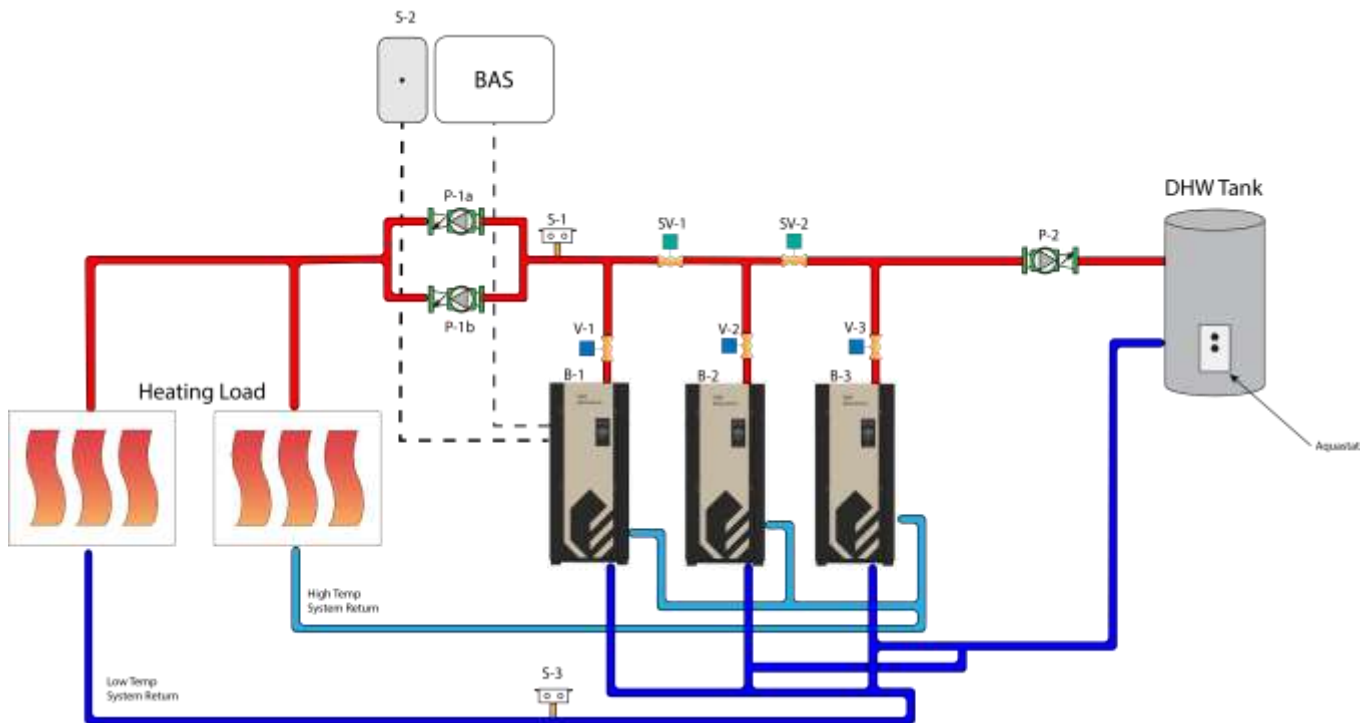 S-2
BAS
P-1a
S-1
SV-1
SV-2
P-2
DHW Tank
P-1b
V-1
V-2
V-3
B-1
B-2
B-3
Heating Load
Aquastat
High Temp
System Return
Low Temp
System Return
S-3